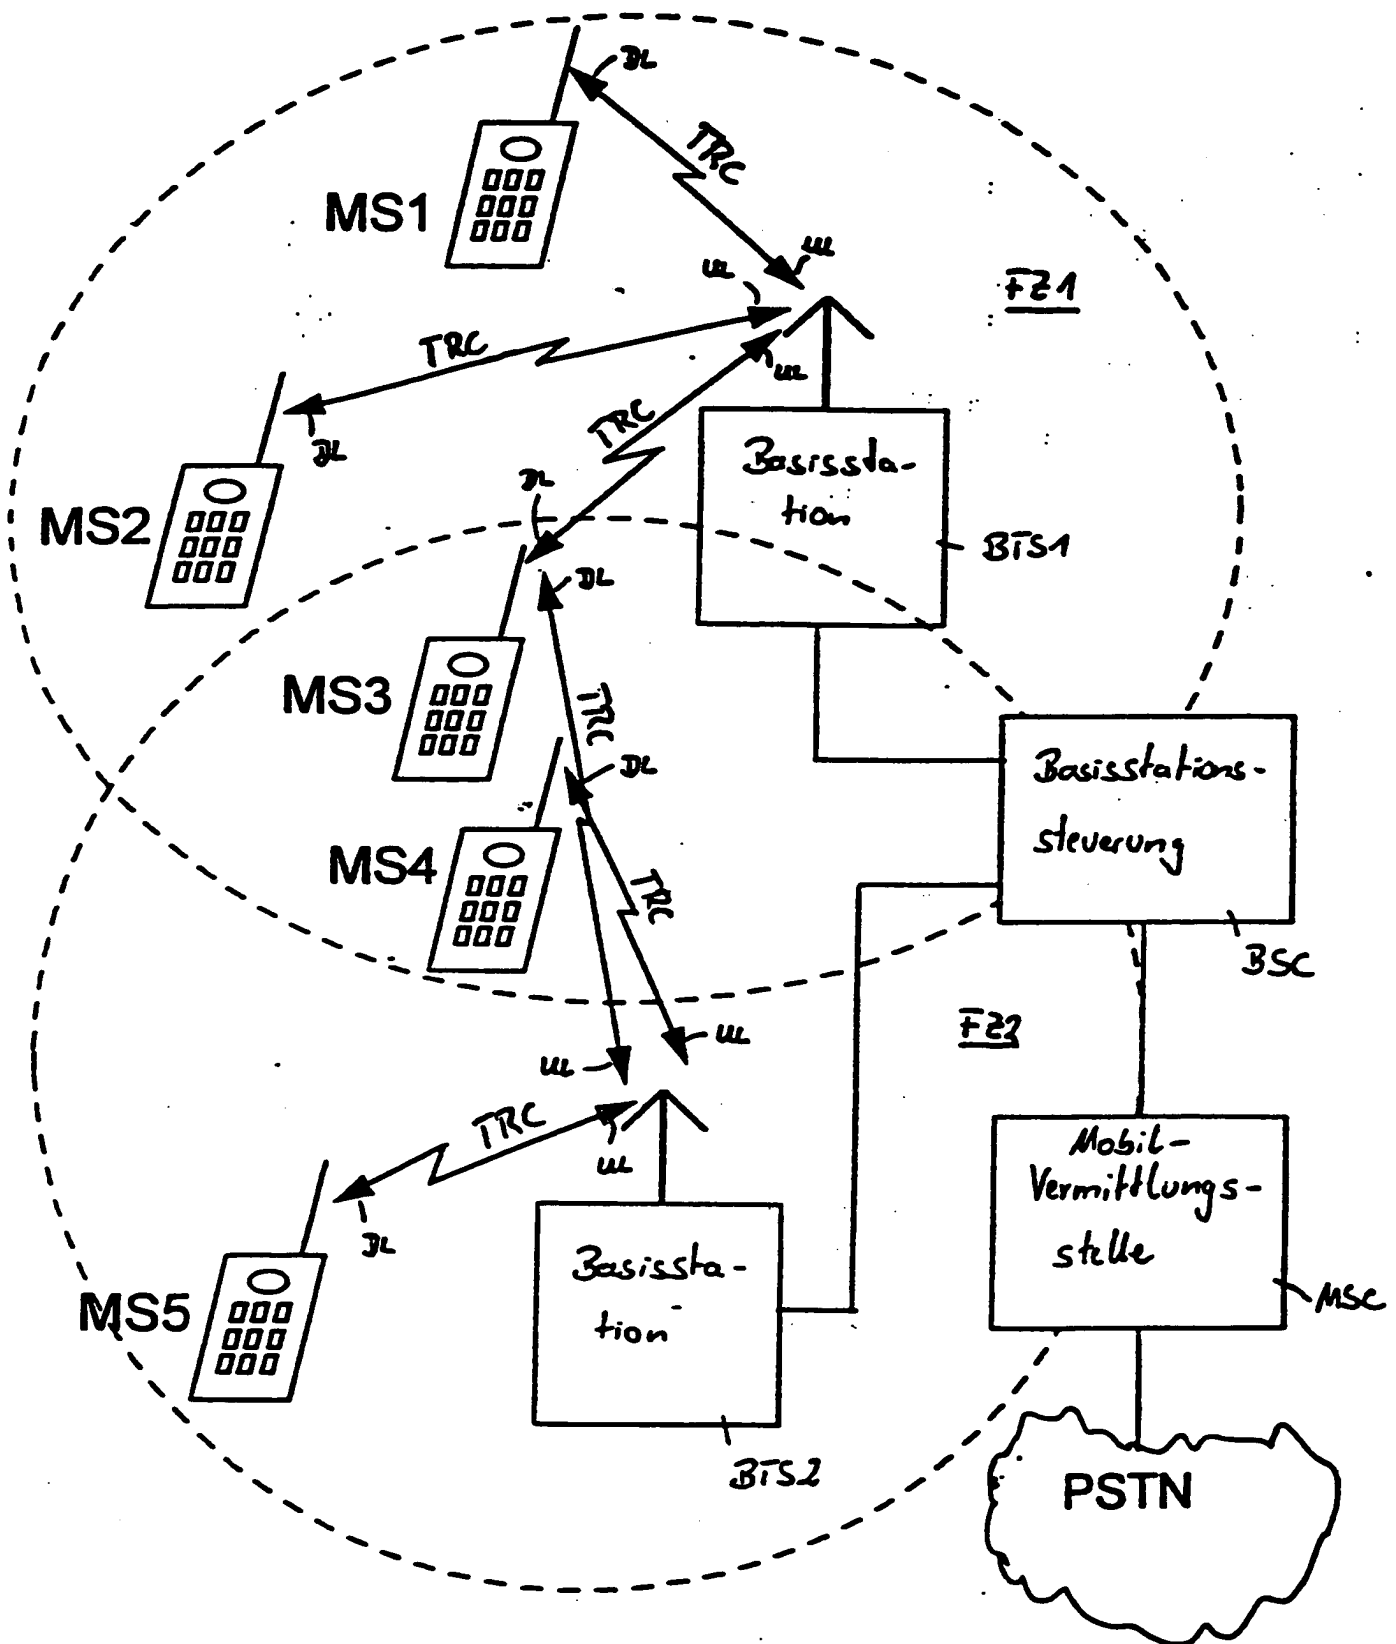 DL
TRC
MS1
UL
UL
FZ1
TRC
UL
DL
TRC
Basissta-
tion
DL
MS2
BTS1
DL
MS3
TRC
DL
Basisstations-
steuerung
MS4
TRC
BSC
FZ2
UL
UL
TRC
UL
Mobil-
Vermittlungs-
stelle
DL
Basissta-
tion
MS5
MSC
BTS2
PSTN